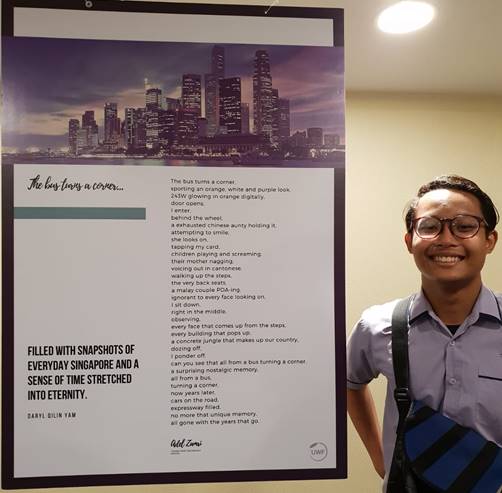 The bus turns a corner...
The bus turns a corner,
sporting an orange, white and purple look,
243W glowing in orange digitally,
door opens,
I enter,
behind the wheel,
a exhausted chinese aunty holding it,
attempting to smile,
she looks on,
tapping my card,
children playing and screaming,
their mother nagging,
voicing out in cantonese,
walking up the steps,
the very back seats,
a malay couple PDA-ing,
ignorant to every face looking on,
I sit down,
right in the middle,
observing,
every face that comes up from the steps,
every building that pops up,
a concrete jungle that makes up our country,
dozing off,
I ponder off,
can you see that all from a bus turning a corner,
a surprising nostalgic memory,
all from a bus,
turning a corner,
now years later,
cars on the road,
expressway filled,
no more that unique memory,
all gone with the years that go.
FILLED WITH SNAPSHOTS OF
EVERYDAY SINGAPORE AND A
SENSE OF TIME STRETCHED
INTO ETERNITY.
DARYL QILIN YAM
UWF